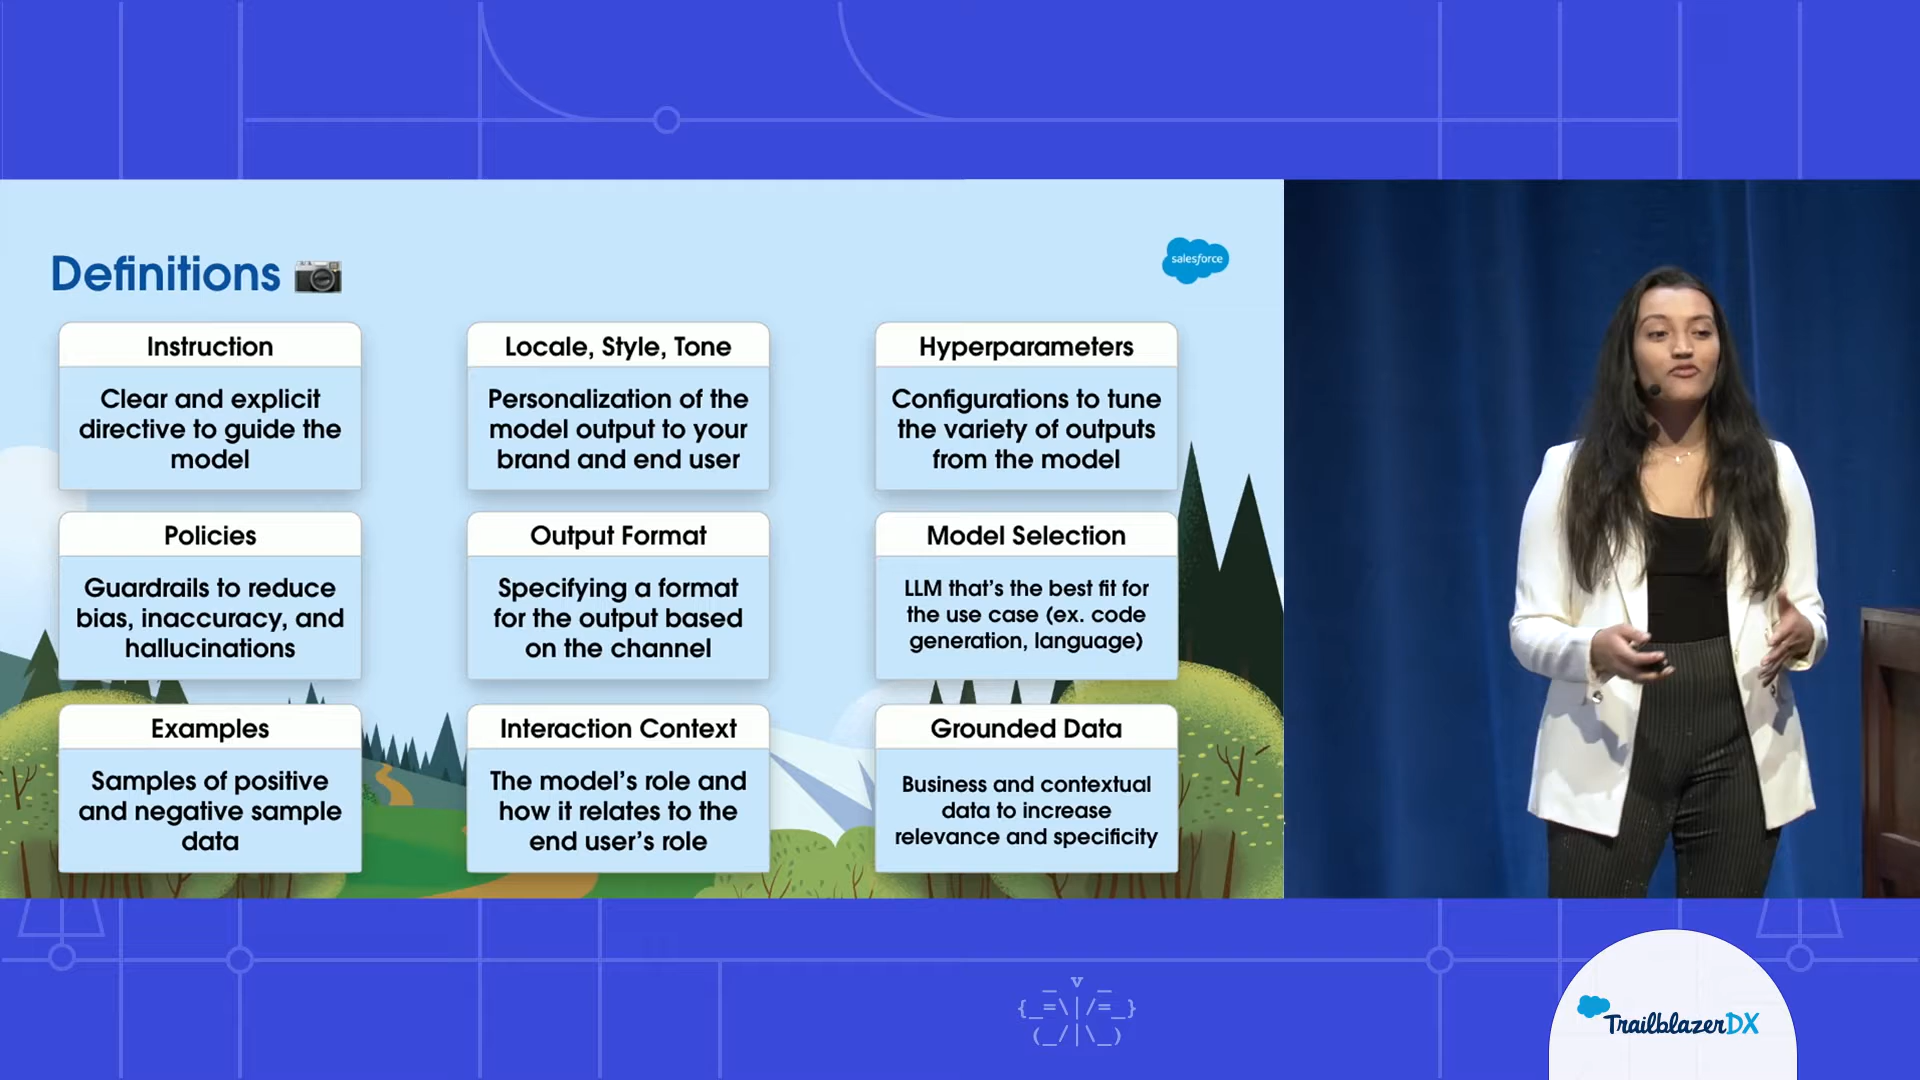 Definitions
salesforce
Instruction
Clear and explicit
directive to guide the
model
Locale, Style, Tone
Personalization of the
model output to your
brand and end user
Hyperparameters
Configurations to tune
the variety of outputs
from the model
Policies
Guardrails to reduce
bias, inaccuracy, and
hallucinations
Output Format
Specifying a format
for the output based
on the channel
Model Selection
LLM that's the best fit for
the use case (ex. code
generation, language)
Examples
Samples of positive
and negative sample
data
Interaction Context
The model's role and
how it relates to the
end user's role
Grounded Data
Business and contextual
data to increase
relevance and specificity
_ v _
{_=\|/=_}
(_/|\_)
TrailblazerDX